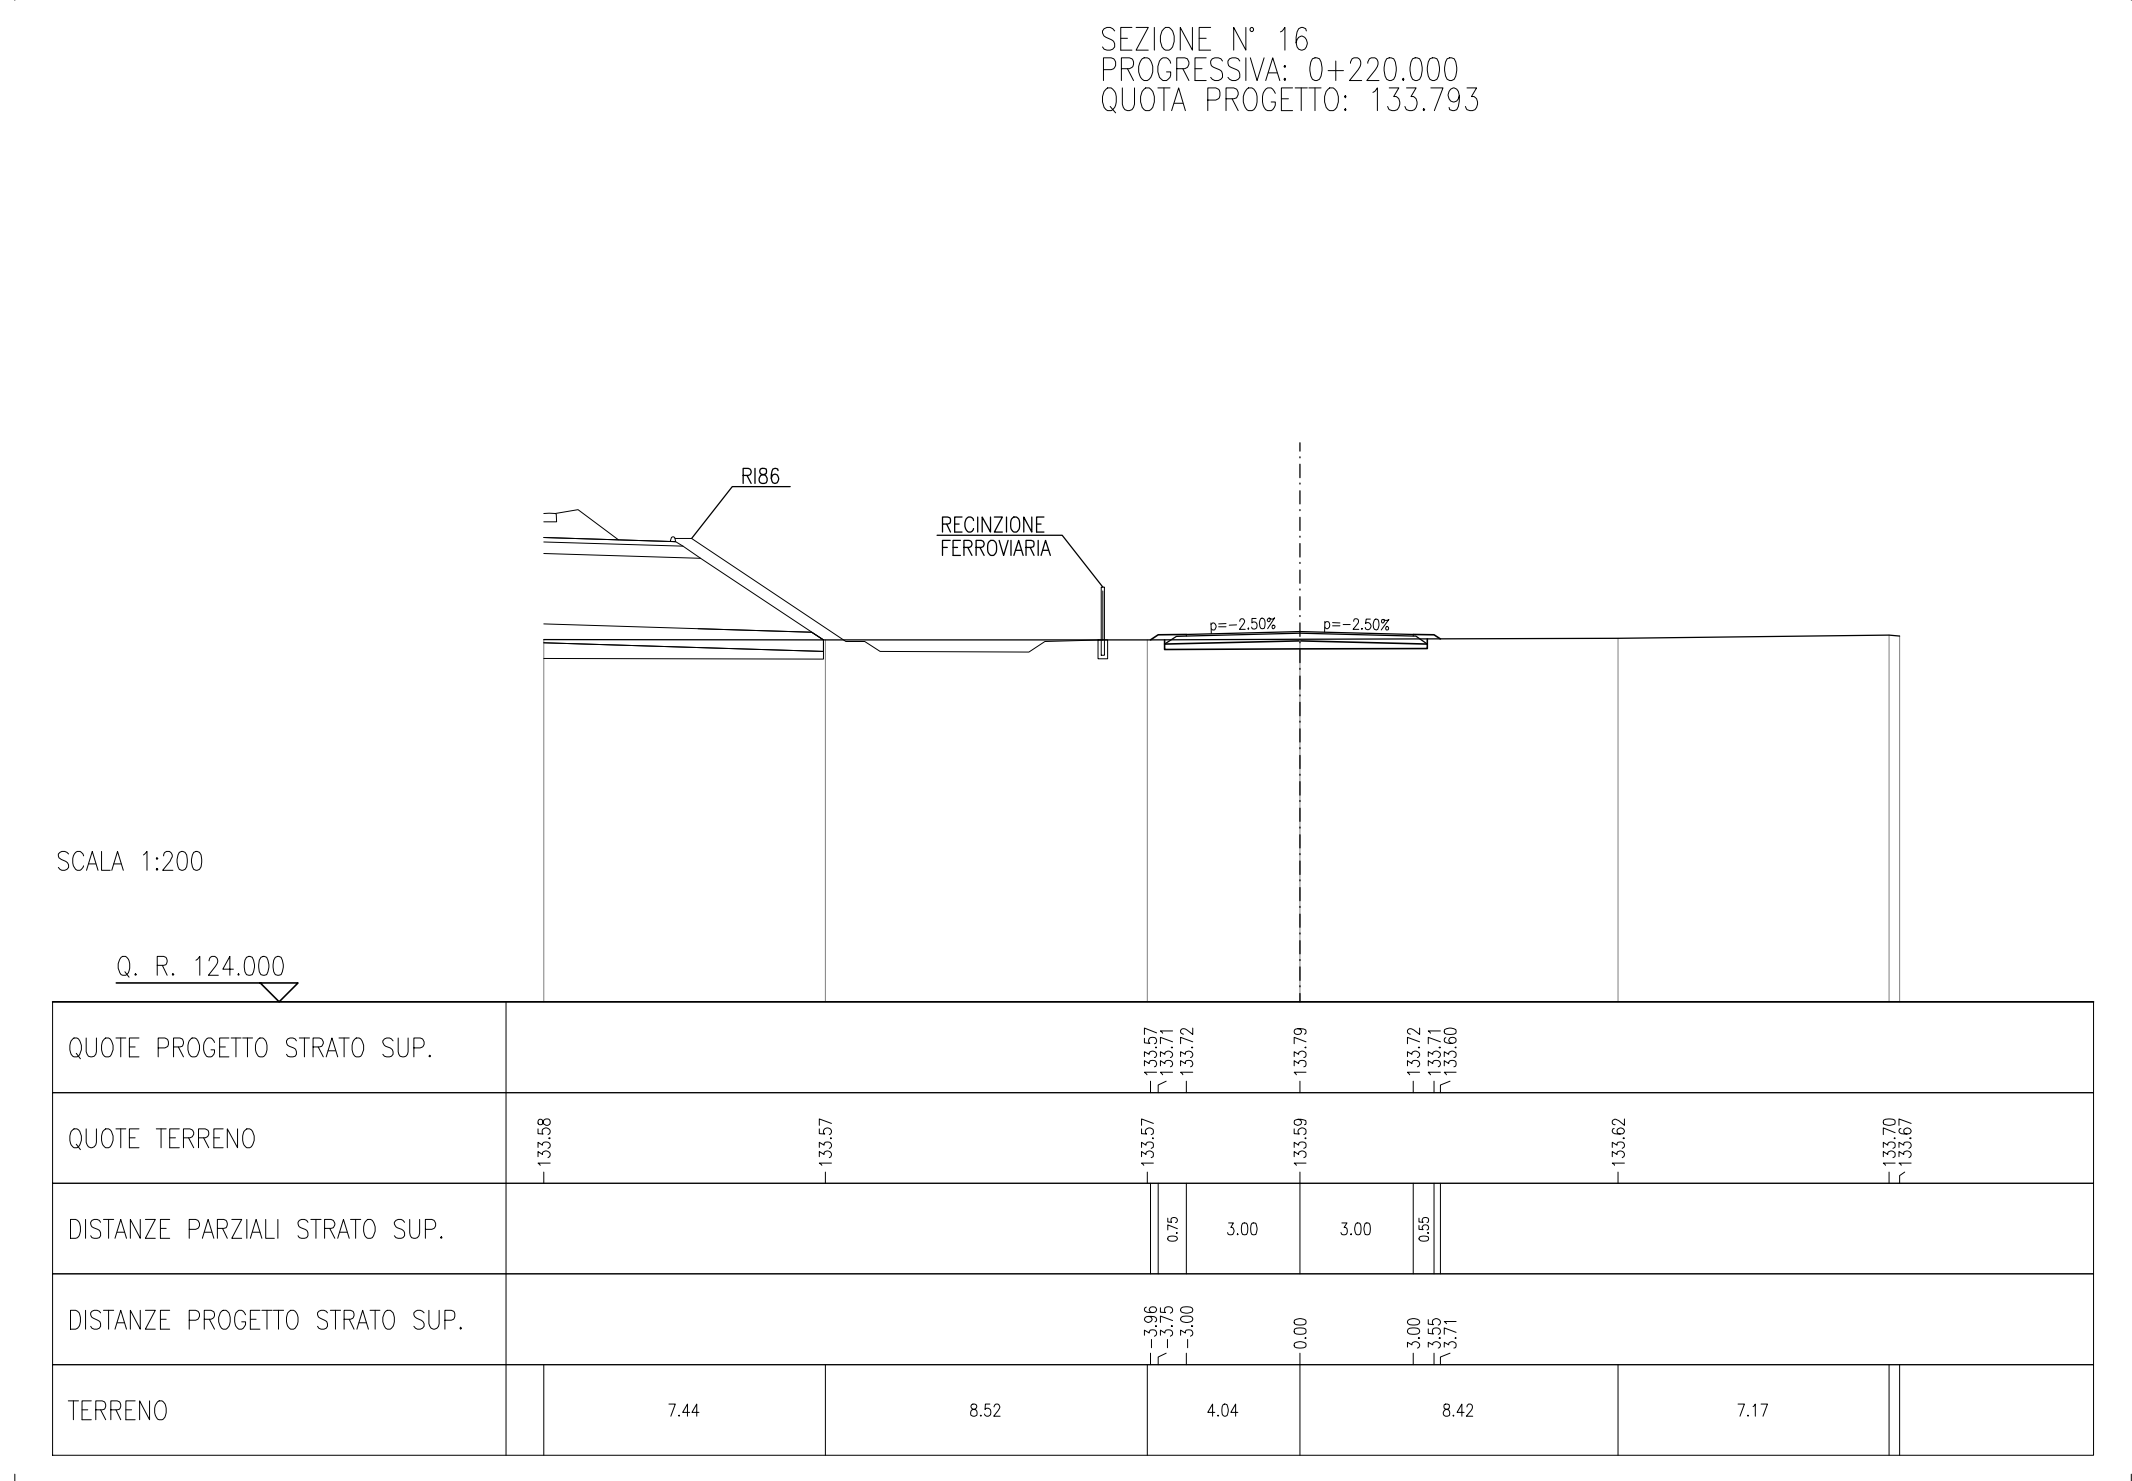 SEZIONE N° 16
PROGRESSIVA: 0+220.000
QUOTA PROGETTO: 133.793
RI86
RECINZIONE
FERROVIARIA
p=-2.50%
p=-2.50%
SCALA 1:200
Q. R. 124.000
QUOTE PROGETTO STRATO SUP.
133.57
133.71
133.72
133.79
133.72
133.71
133.60
QUOTE TERRENO
133.58
133.57
133.57
133.59
133.62
133.70
133.67
DISTANZE PARZIALI STRATO SUP.
0.75
3.00
3.00
0.55
DISTANZE PROGETTO STRATO SUP.
-3.96
-3.75
-3.00
0.00
3.00
3.55
3.71
TERRENO
7.44
8.52
4.04
8.42
7.17